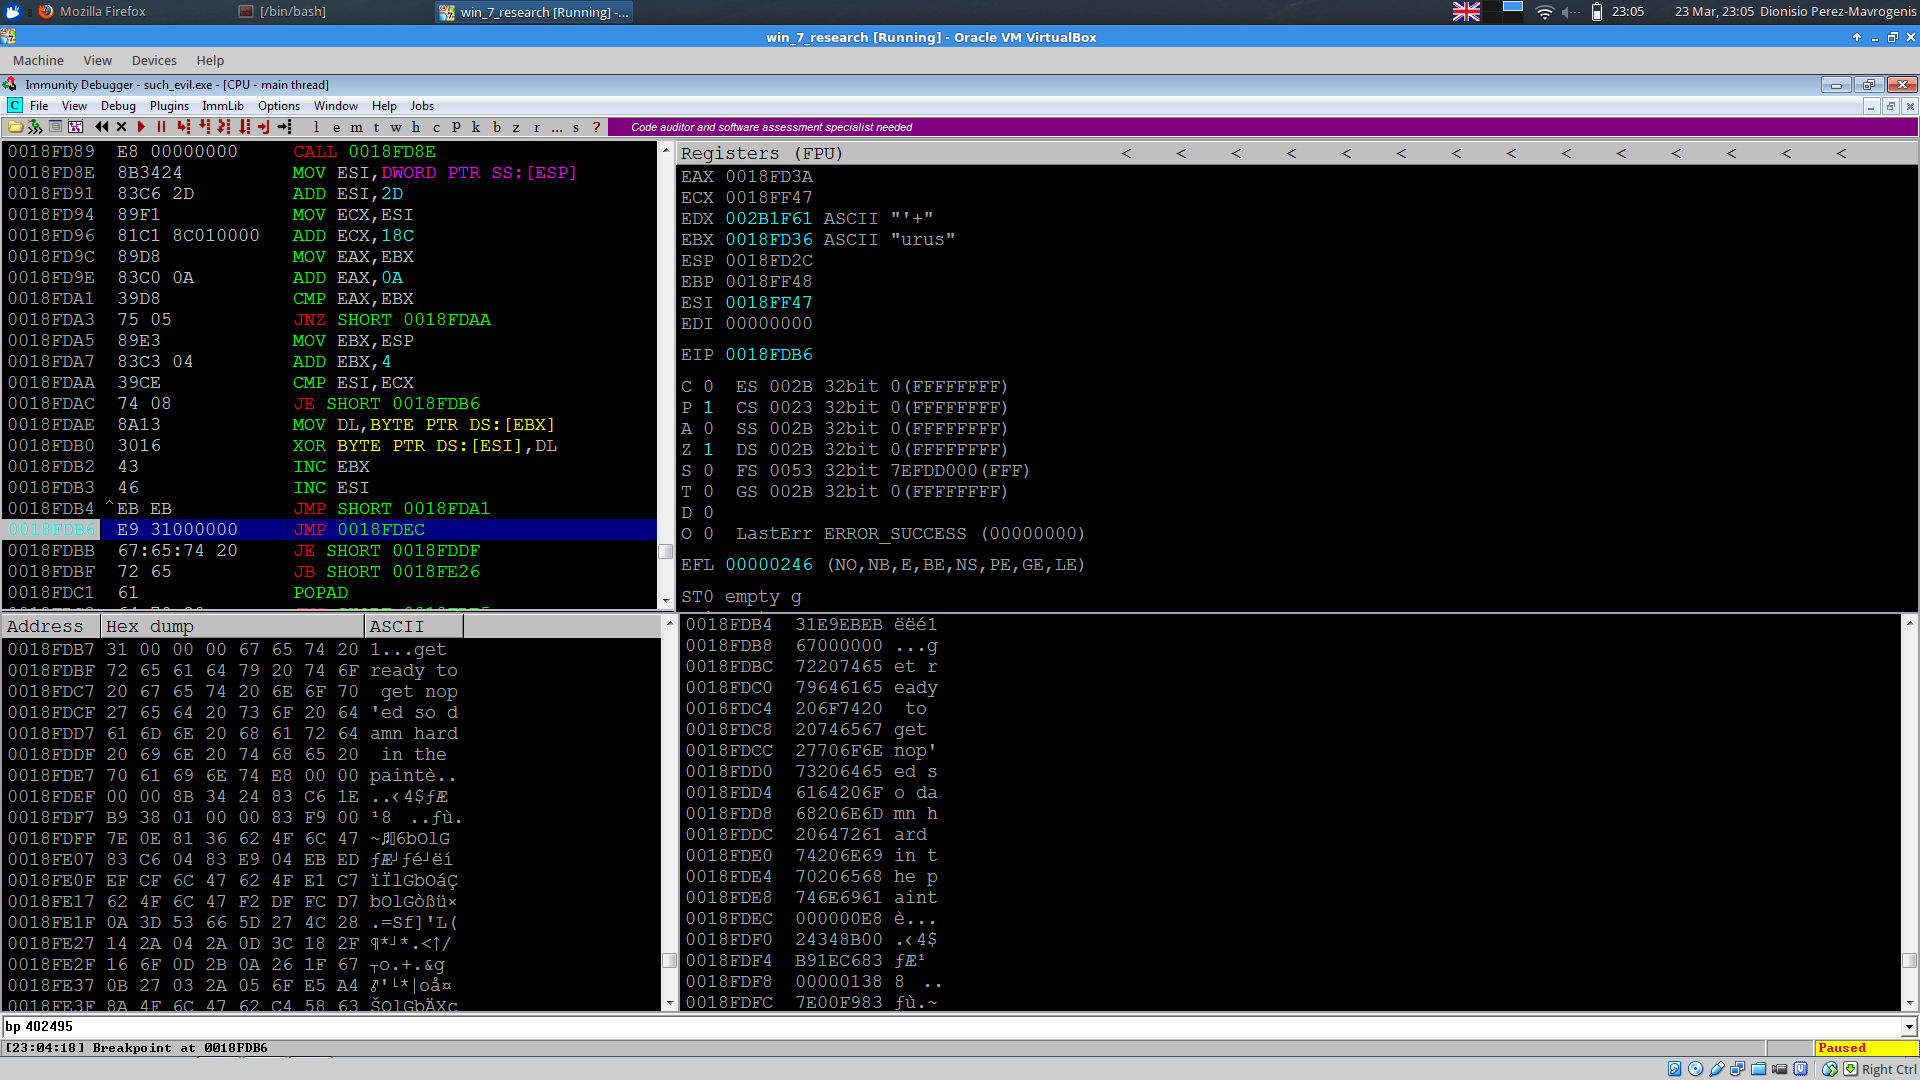 Mozilla Firefox
[/bin/bash]
win_7_research [Running] -...
23:05
23 Mar, 23:05 Dionisio Perez-Mavrogenis
win_7_research [Running] - Oracle VM VirtualBox
Machine View Devices Help
Immunity Debugger - such_evil.exe - [CPU - main thread]
C File View Debug Plugins ImmLib Options Window Help Jobs
l e m t w h c P k b z r ... s ?
Code auditor and software assessment specialist needed
0018FD89 E8 00000000 CALL 0018FD8E
0018FD8E 8B3424 MOV ESI,DWORD PTR SS:[ESP]
0018FD91 83C6 2D ADD ESI,2D
0018FD94 89F1 MOV ECX,ESI
0018FD96 81C1 8C010000 ADD ECX,18C
0018FD9C 89D8 MOV EAX,EBX
0018FD9E 83C0 0A ADD EAX,0A
0018FDA1 39D8 CMP EAX,EBX
0018FDA3 75 05 JNZ SHORT 0018FDAA
0018FDA5 89E3 MOV EBX,ESP
0018FDA7 83C3 04 ADD EBX,4
0018FDAA 39CE CMP ESI,ECX
0018FDAC 74 08 JE SHORT 0018FDB6
0018FDAE 8A13 MOV DL,BYTE PTR DS:[EBX]
0018FDB0 3016 XOR BYTE PTR DS:[ESI],DL
0018FDB2 43 INC EBX
0018FDB3 46 INC ESI
0018FDB4 ^ EB EB JMP SHORT 0018FDA1
0018FDB6 E9 31000000 JMP 0018FDEC
0018FDBB 67:65:74 20 JE SHORT 0018FDDF
0018FDBF 72 65 JB SHORT 0018FE26
0018FDC1 61 POPAD
Registers (FPU) < < < < < < < < < < < < < <
EAX 0018FD3A
ECX 0018FF47
EDX 002B1F61 ASCII "'+"
EBX 0018FD36 ASCII "urus"
ESP 0018FD2C
EBP 0018FF48
ESI 0018FF47
EDI 00000000
EIP 0018FDB6
C 0 ES 002B 32bit 0(FFFFFFFF)
P 1 CS 0023 32bit 0(FFFFFFFF)
A 0 SS 002B 32bit 0(FFFFFFFF)
Z 1 DS 002B 32bit 0(FFFFFFFF)
S 0 FS 0053 32bit 7EFDD000(FFF)
T 0 GS 002B 32bit 0(FFFFFFFF)
D 0
O 0 LastErr ERROR_SUCCESS (00000000)
EFL 00000246 (NO,NB,E,BE,NS,PE,GE,LE)
ST0 empty g
Address Hex dump ASCII
0018FDB7 31 00 00 00 67 65 74 20 1...get
0018FDBF 72 65 61 64 79 20 74 6F ready to
0018FDC7 20 67 65 74 20 6E 6F 70 get nop
0018FDCF 27 65 64 20 73 6F 20 64 'ed so d
0018FDD7 61 6D 6E 20 68 61 72 64 amn hard
0018FDDF 20 69 6E 20 74 68 65 20 in the
0018FDE7 70 61 69 6E 74 E8 00 00 paintè..
0018FDEF 00 00 8B 34 24 83 C6 1E ..‹4$ƒÆ
0018FDF7 B9 38 01 00 00 83 F9 00 ¹8 ..ƒù.
0018FDFF 7E 0E 81 36 62 4F 6C 47 ~♬6bOlG
0018FE07 83 C6 04 83 E9 04 EB ED ƒÆ┘ƒé┘ëí
0018FE0F EF CF 6C 47 62 4F E1 C7 ïÏlGbOáÇ
0018FE17 62 4F 6C 47 F2 DF FC D7 bOlGòßü×
0018FE1F 0A 3D 53 66 5D 27 4C 28 .=Sf]'L(
0018FE27 14 2A 04 2A 0D 3C 18 2F ¶*┘*.<↑/
0018FE2F 16 6F 0D 2B 0A 26 1F 67 ┬o.+.&g
0018FE37 0B 27 03 2A 05 6F E5 A4 ♂'└*|oå¤
0018FE3F 8A 4F 6C 47 62 C4 58 63 ŠOlGbÄXc
0018FDB4 31E9EBEB ëëé1
0018FDB8 67000000 ...g
0018FDBC 72207465 et r
0018FDC0 79646165 eady
0018FDC4 206F7420 to
0018FDC8 20746567 get
0018FDCC 27706F6E nop'
0018FDD0 73206465 ed s
0018FDD4 6164206F o da
0018FDD8 68206E6D mn h
0018FDDC 20647261 ard
0018FDE0 74206E69 in t
0018FDE4 70206568 he p
0018FDE8 746E6961 aint
0018FDEC 000000E8 è...
0018FDF0 24348B00 .‹4$
0018FDF4 B91EC683 ƒÆ¹
0018FDF8 00000138 8 ..
0018FDFC 7E00F983 ƒù.~
bp 402495
[23:04:18] Breakpoint at 0018FDB6
Paused
Right Ctrl